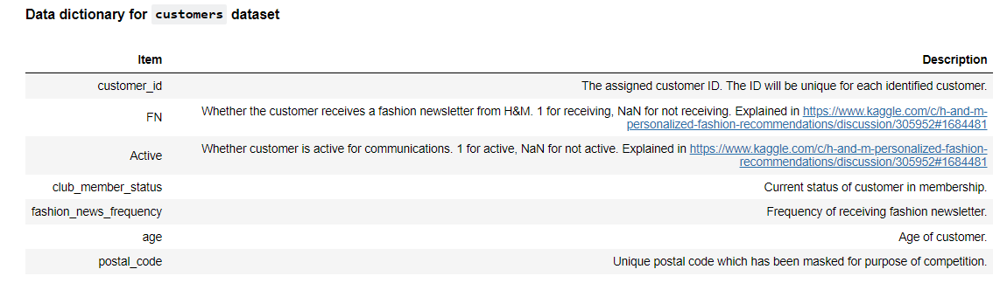 Data dictionary for customers dataset
Item Description
customer_id The assigned customer ID. The ID will be unique for each identified customer.
FN Whether the customer receives a fashion newsletter from H&M. 1 for receiving, NaN for not receiving. Explained in https://www.kaggle.com/c/h-and-m-
personalized-fashion-recommendations/discussion/305952#1684481
Active Whether customer is active for communications. 1 for active, NaN for not active. Explained in https://www.kaggle.com/c/h-and-m-personalized-fashion-
recommendations/discussion/305952#1684481
club_member_status Current status of customer in membership.
fashion_news_frequency Frequency of receiving fashion newsletter.
age Age of customer.
postal_code Unique postal code which has been masked for purpose of competition.